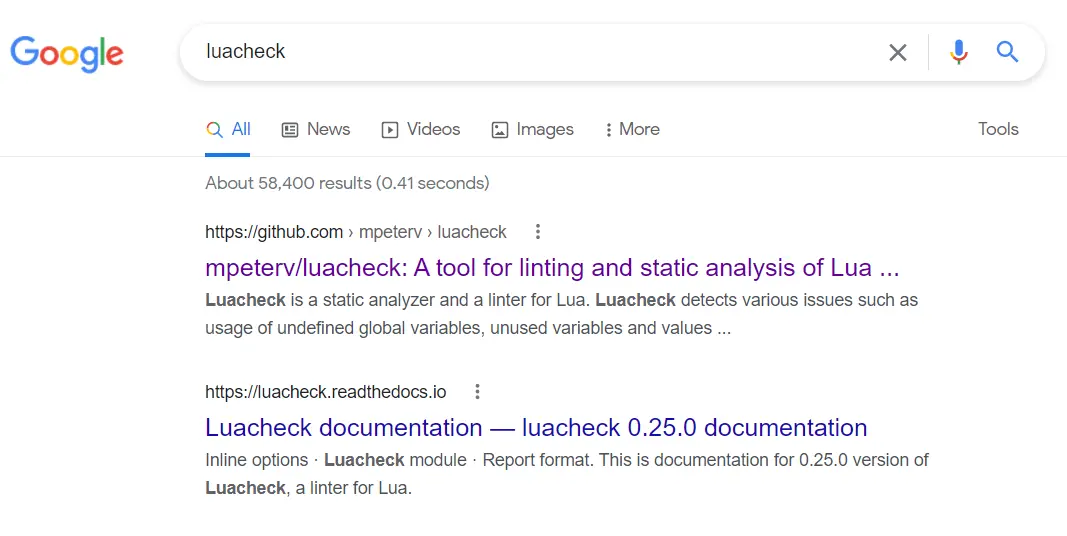 Google
luacheck
All News Videos Images More Tools
About 58,400 results (0.41 seconds)
https://github.com › mpeterv › luacheck
mpeterv/luacheck: A tool for linting and static analysis of Lua ...
Luacheck is a static analyzer and a linter for Lua. Luacheck detects various issues such as
usage of undefined global variables, unused variables and values ...
https://luacheck.readthedocs.io
Luacheck documentation — luacheck 0.25.0 documentation
Inline options · Luacheck module · Report format. This is documentation for 0.25.0 version of
Luacheck, a linter for Lua.